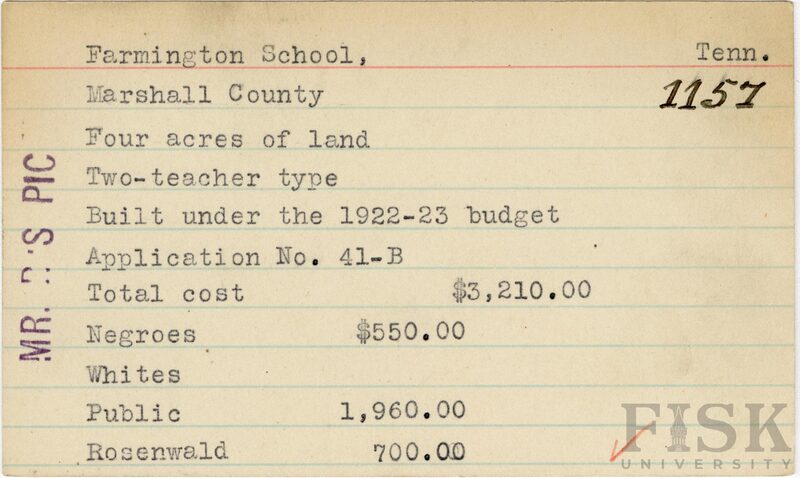 Farmington School, Tenn.
Marshall County 1157
Four acres of land
Two-teacher type
Built under the 1922-23 budget
Application No. 41-B
Total cost $3,210.00
Negroes $550.00
Whites
Public 1,960.00
Rosenwald 700.00
MR. 'S PIC
FISK
UNIVERSITY